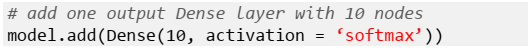 # add one output Dense layer with 10 nodes
model.add(Dense(10, activation = ‘softmax’))